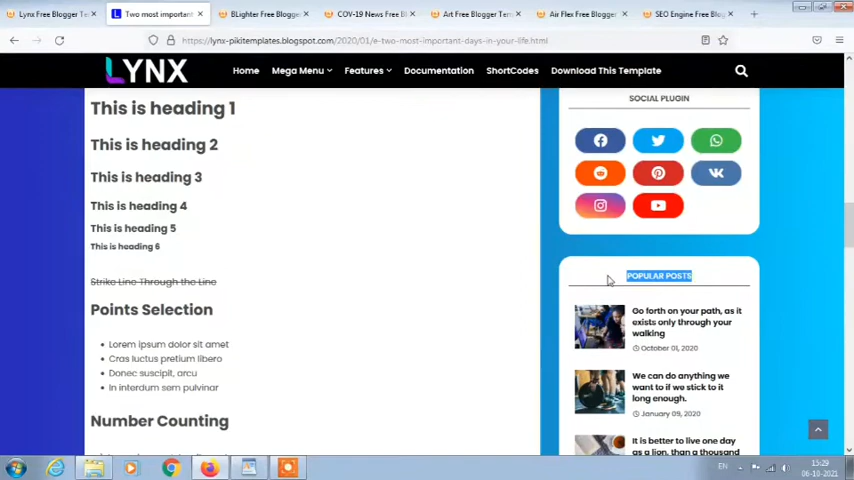 Lynx Free Blogger Te
Two most important
BLighter Free Blogge
COV-19 News Free Bl
Art Free Blogger Tem
Air Flex Free Blogger
SEO Engine Free Blog
https://lynx-pikitemplates.blogspot.com/2020/01/e-two-most-important-days-in-your-life.html
LYNX
Home
Mega Menu
Features
Documentation
ShortCodes
Download This Template
This is heading 1
This is heading 2
This is heading 3
This is heading 4
This is heading 5
This is heading 6
Strike Line Through the Line
Points Selection
Lorem ipsum dolor sit amet
Cras luctus pretium libero
Donec suscipit, arcu
In interdum sem pulvinar
Number Counting
SOCIAL PLUGIN
POPULAR POSTS
Go forth on your path, as it
exists only through your
walking
October 01, 2020
We can do anything we
want to if we stick to it
long enough.
January 09, 2020
It is better to live one day
as a lion, than a thousand
EN
15:29
06-10-2021